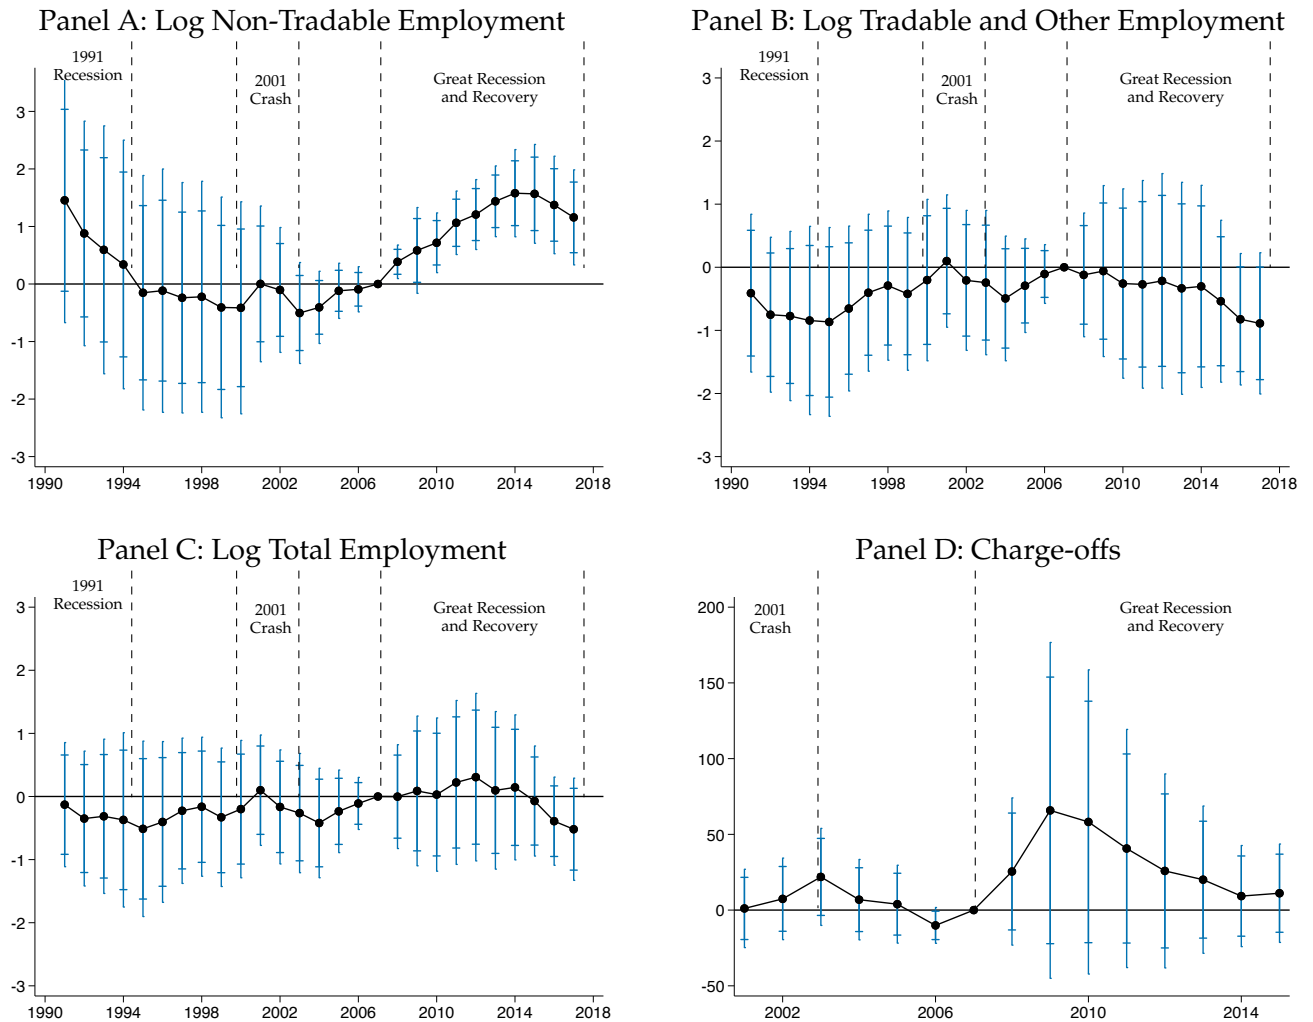 Panel A: Log Non-Tradable Employment
1991
Recession
2001
Crash
Great Recession
and Recovery
3
2
1
0
-1
-2
-3
1990 1994 1998 2002 2006 2010 2014 2018
Panel B: Log Tradable and Other Employment
1991
Recession
2001
Crash
Great Recession
and Recovery
3
2
1
0
-1
-2
-3
1990 1994 1998 2002 2006 2010 2014 2018
Panel C: Log Total Employment
1991
Recession
2001
Crash
Great Recession
and Recovery
3
2
1
0
-1
-2
-3
1990 1994 1998 2002 2006 2010 2014 2018
Panel D: Charge-offs
2001
Crash
Great Recession
and Recovery
200
150
100
50
0
-50
2002 2006 2010 2014